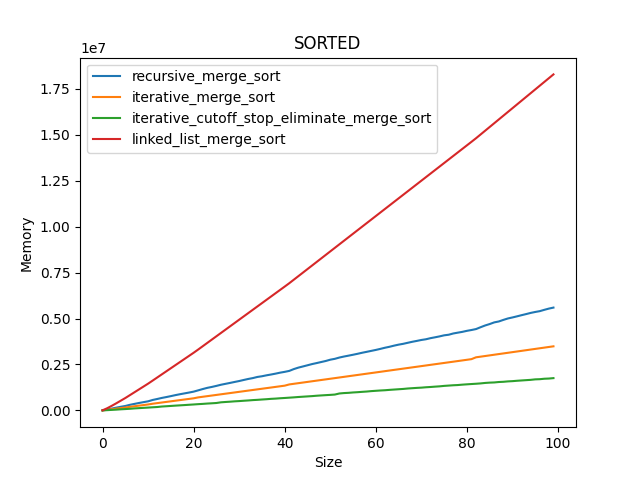 SORTED
1e7
recursive_merge_sort
iterative_merge_sort
iterative_cutoff_stop_eliminate_merge_sort
linked_list_merge_sort
1.75
1.50
1.25
1.00
0.75
0.50
0.25
0.00
Memory
0 20 40 60 80 100
Size